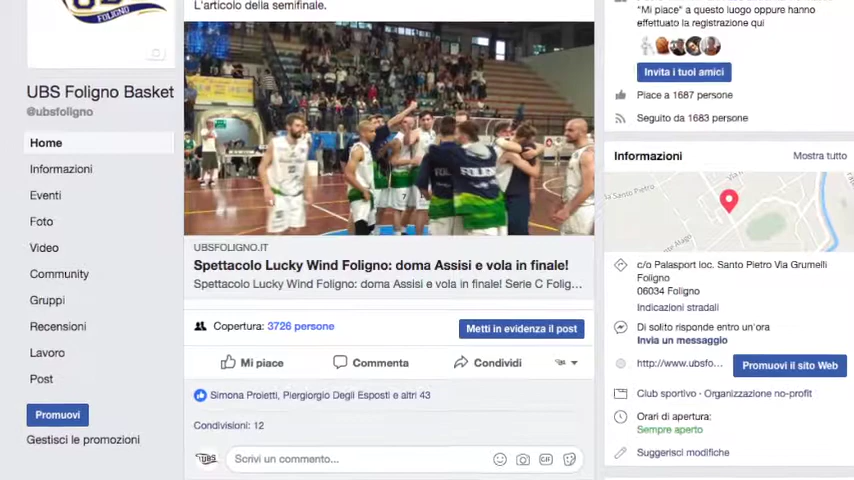 FOLIGNO
UBS Foligno Basket
@ubsfoligno
Home
Informazioni
Eventi
Foto
Video
Community
Gruppi
Recensioni
Lavoro
Post
Promuovi
Gestisci le promozioni
L'articolo della semifinale.
UBSFOLIGNO.IT
Spettacolo Lucky Wind Foligno: doma Assisi e vola in finale!
Spettacolo Lucky Wind Foligno: doma Assisi e vola in finale! Serie C Folig...
Copertura: 3726 persone
Metti in evidenza il post
Mi piace
Commenta
Condividi
Simona Proietti, Piergiorgio Degli Esposti e altri 43
Condivisioni: 12
UBS
Scrivi un commento...
GIF
"Mi piace" a questo luogo oppure hanno
effettuato la registrazione qui
Invita i tuoi amici
Piace a 1687 persone
Seguito da 1683 persone
Informazioni
Mostra tutto
Via Santo Pietro
c/o Palasport loc. Santo Pietro Via Grumelli
Foligno
06034 Foligno
Indicazioni stradali
Di solito risponde entro un'ora
Invia un messaggio
http://www.ubsfo...
Promuovi il sito Web
Club sportivo · Organizzazione no-profit
Orari di apertura:
Sempre aperto
Suggerisci modifiche